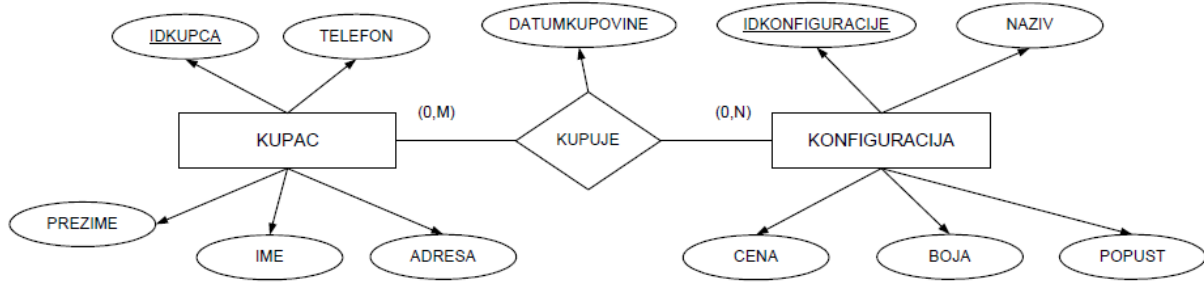 IDKUPCA
TELEFON
DATUMKUPOVINE
IDKONFIGURACIJE
NAZIV
(0,M)
(0,N)
KUPAC
KUPUJE
KONFIGURACIJA
PREZIME
IME
ADRESA
CENA
BOJA
POPUST